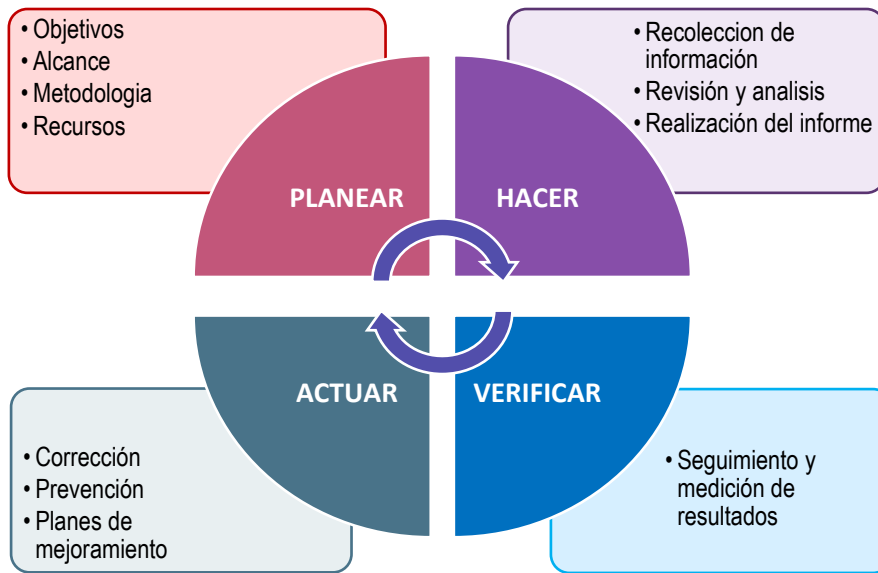 • Objetivos
• Alcance
• Metodologia
• Recursos
• Recoleccion de
información
• Revisión y analisis
• Realización del informe
PLANEAR
HACER
ACTUAR
VERIFICAR
• Corrección
• Prevención
• Planes de
mejoramiento
• Seguimiento y
medición de
resultados